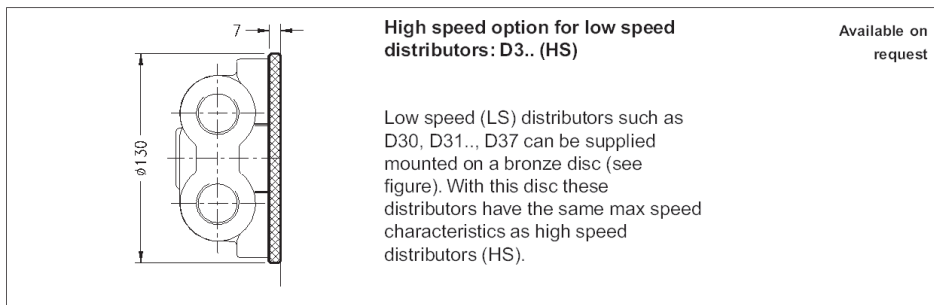 7
ø130
High speed option for low speed
distributors: D3.. (HS)
Available on
request
Low speed (LS) distributors such as
D30, D31.., D37 can be supplied
mounted on a bronze disc (see
figure). With this disc these
distributors have the same max speed
characteristics as high speed
distributors (HS).